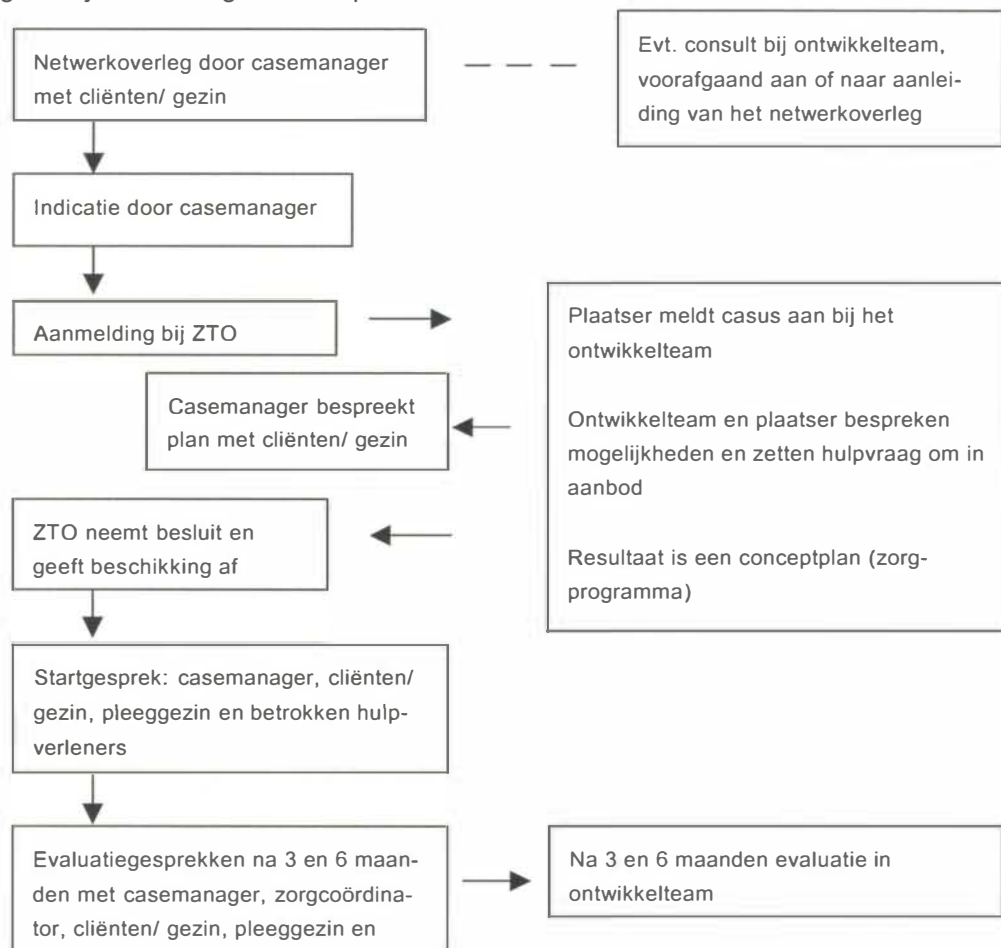 Netwerkoverleg door casemanager
met cliënten/ gezin
Evt. consult bij ontwikkelteam,
voorafgaand aan of naar aanlei-
ding van het netwerkoverleg
Indicatie door casemanager
Aanmelding bij ZTO
Plaatser meldt casus aan bij het
ontwikkelteam
Ontwikkelteam en plaatser bespreken
mogelijkheden en zetten hulpvraag om in
aanbod
Resultaat is een conceptplan (zorg-
programma)
Casemanager bespreekt
plan met cliënten/ gezin
ZTO neemt besluit en
geeft beschikking af
Startgesprek: casemanager, cliënten/
gezin, pleeggezin en betrokken hulp-
verleners
Evaluatiegesprekken na 3 en 6 maan-
den met casemanager, zorgcoördina-
tor, cliënten/ gezin, pleeggezin en
Na 3 en 6 maanden evaluatie in
ontwikkelteam